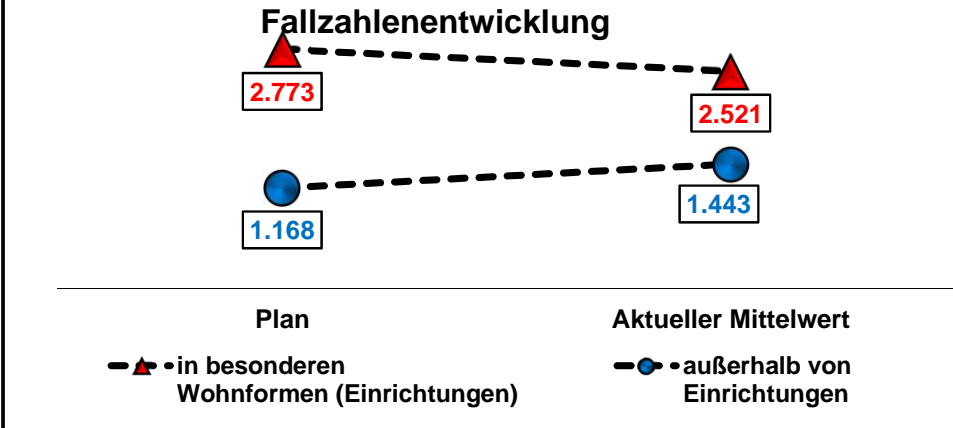 Fallzahlenentwicklung
2.773
2.521
1.168
1.443
Plan
Aktueller Mittelwert
in besonderen
Wohnformen (Einrichtungen)
außerhalb von
Einrichtungen